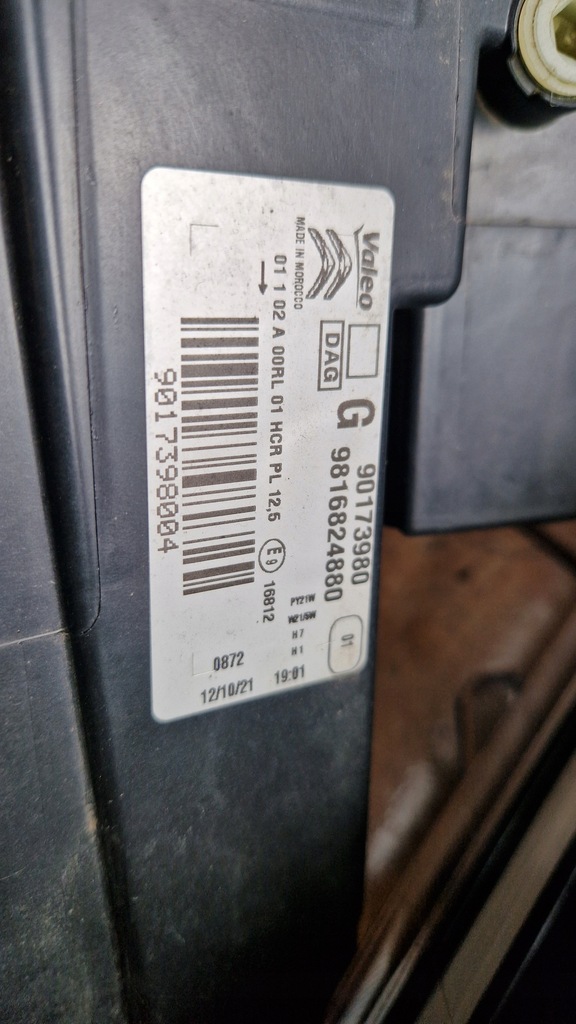 Valeo
MADE IN MOROCCO
DAG
G
90173980
9816824880
01
01 1 02 A 00RL 01 HCR PL 12,5
E9
16812
PY21W
W21/5W
H7
H1
9017398004
0872
12/10/21
19:01